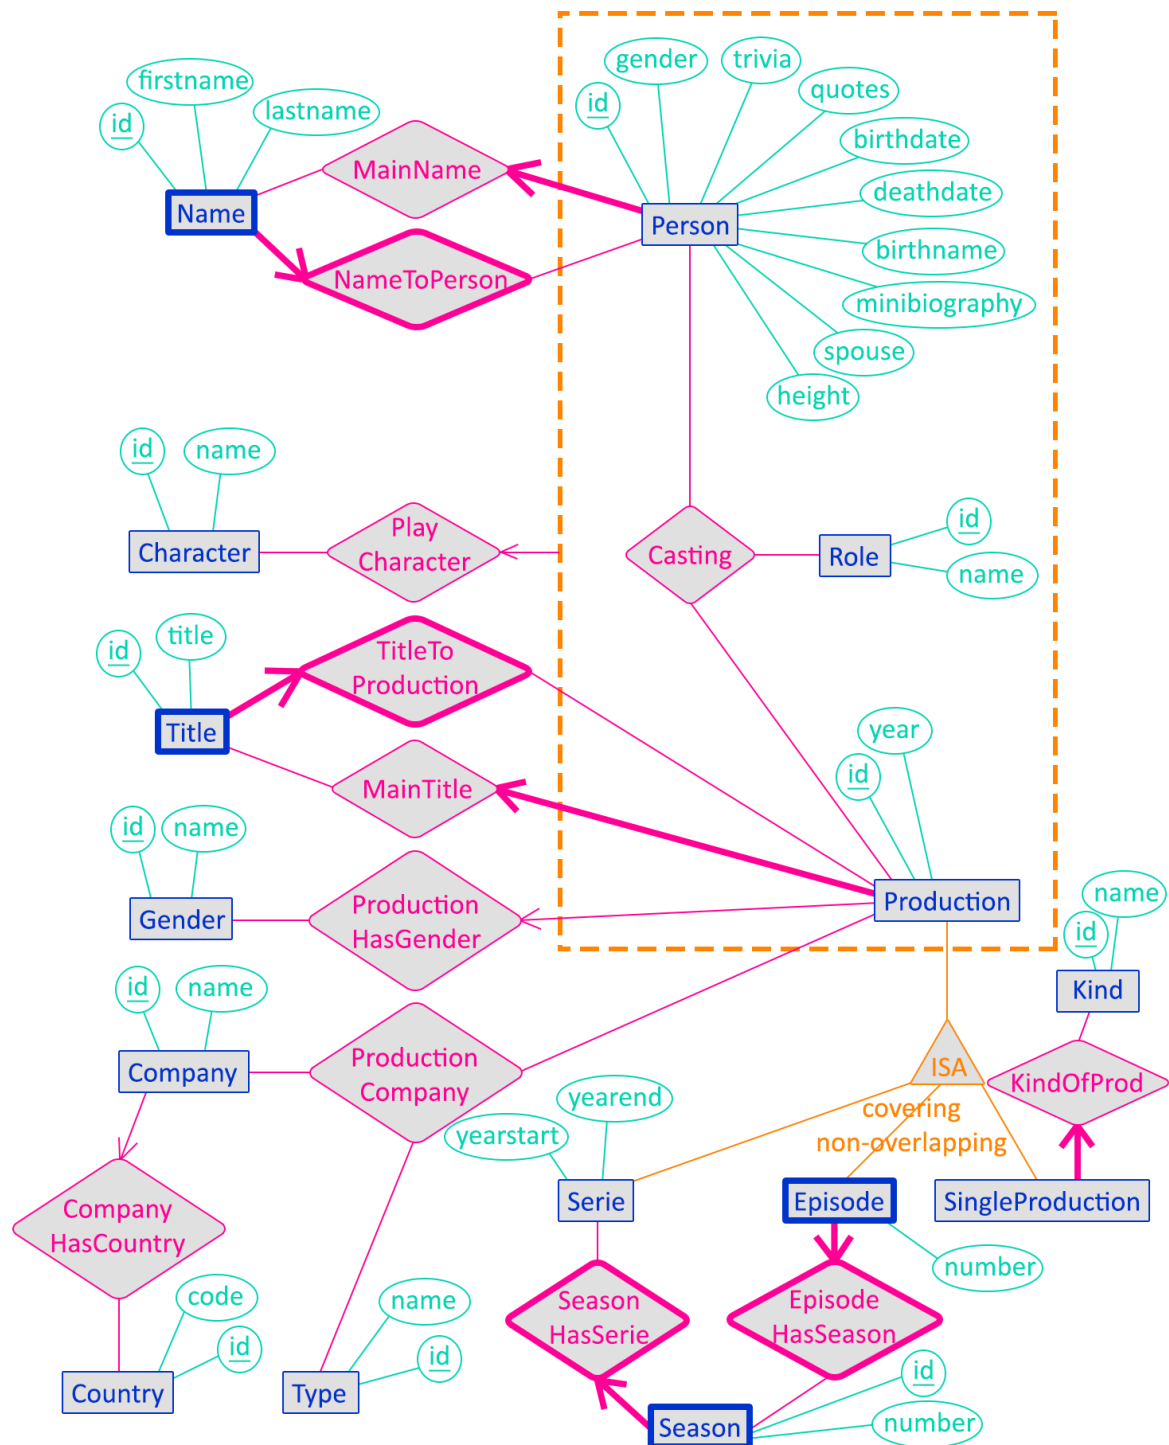 gender
trivia
firstname
quotes
id
lastname
id
birthdate
MainName
deathdate
Name
Person
birthname
NameToPerson
minibiography
spouse
height
id
name
id
Play
Character
Character
Casting
Role
name
title
id
TitleTo
Production
Title
year
id
MainTitle
id
name
name
Production
HasGender
Gender
Production
id
id
name
Kind
Production
Company
Company
ISA
KindOfProd
yearend
covering
yearstart
non-overlapping
Serie
Episode
SingleProduction
Company
HasCountry
number
code
name
Season
HasSerie
Episode
HasSeason
id
id
id
Country
Type
Season
number